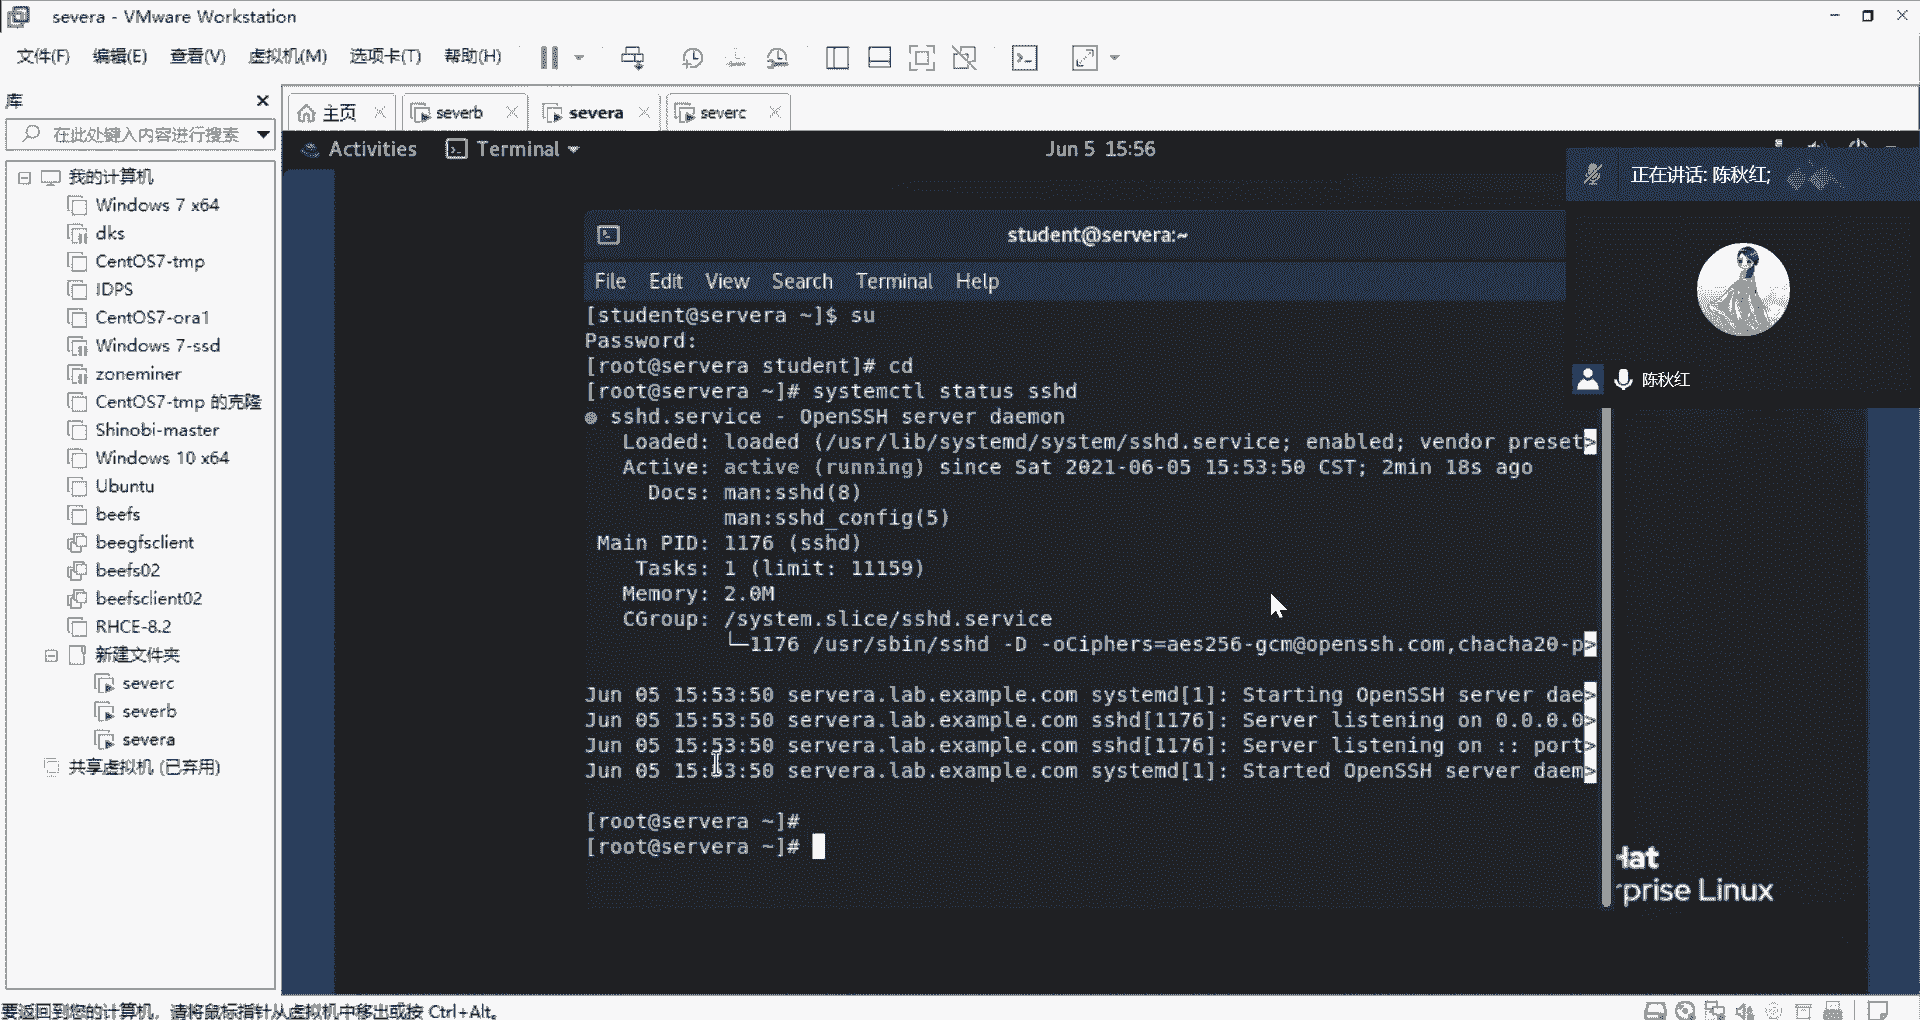 severa - VMware Workstation
文件(F) 编辑(E) 查看(V) 虚拟机(M) 选项卡(T) 帮助(H)
库
在此处键入内容进行搜索
我的计算机
Windows 7 x64
dks
CentOS7-tmp
IDPS
CentOS7-ora1
Windows 7-ssd
zoneminer
CentOS7-tmp 的克隆
Shinobi-master
Windows 10 x64
Ubuntu
beefs
beegfsclient
beefs02
beefsclient02
RHCE-8.2
新建文件夹
severc
severb
severa
共享虚拟机 (已弃用)
主页 severb severa severc
Activities Terminal Jun 5 15:56
正在讲话: 陈秋红;
陈秋红
student@servera:~
File Edit View Search Terminal Help
[student@servera ~]$ su
Password:
[root@servera student]# cd
[root@servera ~]# systemctl status sshd
● sshd.service - OpenSSH server daemon
Loaded: loaded (/usr/lib/systemd/system/sshd.service; enabled; vendor preset>
Active: active (running) since Sat 2021-06-05 15:53:50 CST; 2min 18s ago
Docs: man:sshd(8)
man:sshd_config(5)
Main PID: 1176 (sshd)
Tasks: 1 (limit: 11159)
Memory: 2.0M
CGroup: /system.slice/sshd.service
└─1176 /usr/sbin/sshd -D -oCiphers=aes256-gcm@openssh.com,chacha20-p>
Jun 05 15:53:50 servera.lab.example.com systemd[1]: Starting OpenSSH server dae>
Jun 05 15:53:50 servera.lab.example.com sshd[1176]: Server listening on 0.0.0.0>
Jun 05 15:53:50 servera.lab.example.com sshd[1176]: Server listening on :: port>
Jun 05 15:53:50 servera.lab.example.com systemd[1]: Started OpenSSH server daem>
[root@servera ~]#
[root@servera ~]#
Hat
rprise Linux
要返回到您的计算机，请将鼠标指针从虚拟机中移出或按 Ctrl+Alt。